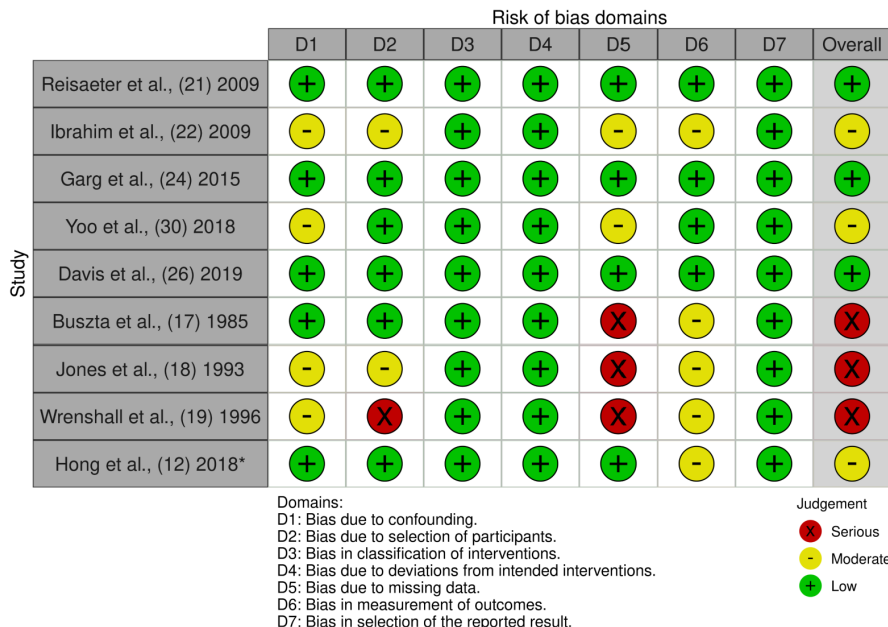 Risk of bias domains
D1 D2 D3 D4 D5 D6 D7 Overall
Study
Reisaeter et al., (21) 2009 + + + + + + + +
Ibrahim et al., (22) 2009 - - + + - - + -
Garg et al., (24) 2015 + + + + + + + +
Yoo et al., (30) 2018 - + + + - + + -
Davis et al., (26) 2019 + + + + + + + +
Buszta et al., (17) 1985 + + + + X - + X
Jones et al., (18) 1993 - - + + X - + X
Wrenshall et al., (19) 1996 - X + + X - + X
Hong et al., (12) 2018* + + + + + - + -
Domains:
D1: Bias due to confounding.
D2: Bias due to selection of participants.
D3: Bias in classification of interventions.
D4: Bias due to deviations from intended interventions.
D5: Bias due to missing data.
D6: Bias in measurement of outcomes.
D7: Bias in selection of the reported result.
Judgement
X Serious
- Moderate
+ Low